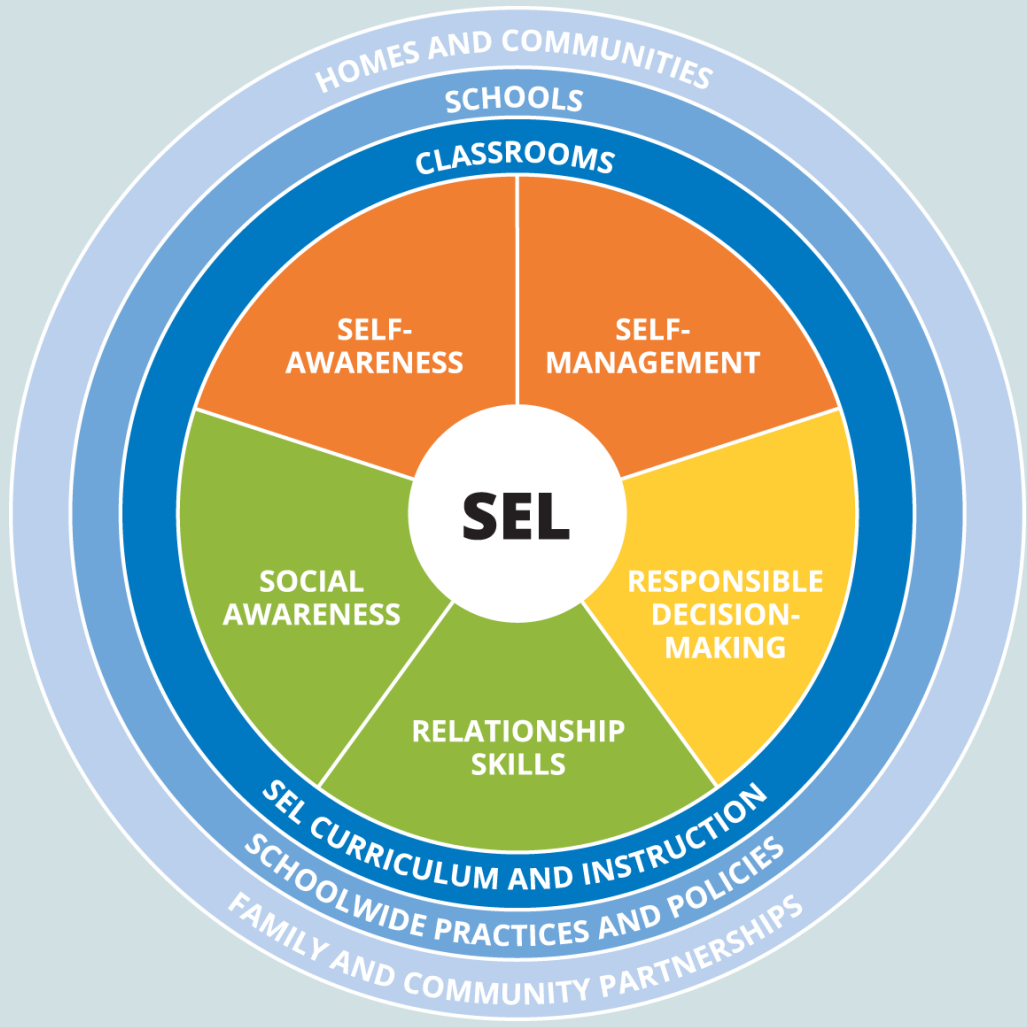 HOMES AND COMMUNITIES
SCHOOLS
CLASSROOMS
SELF-
AWARENESS
SELF-
MANAGEMENT
SEL
SOCIAL
AWARENESS
RESPONSIBLE
DECISION-
MAKING
RELATIONSHIP
SKILLS
SEL CURRICULUM AND INSTRUCTION
SCHOOLWIDE PRACTICES AND POLICIES
FAMILY AND COMMUNITY PARTNERSHIPS